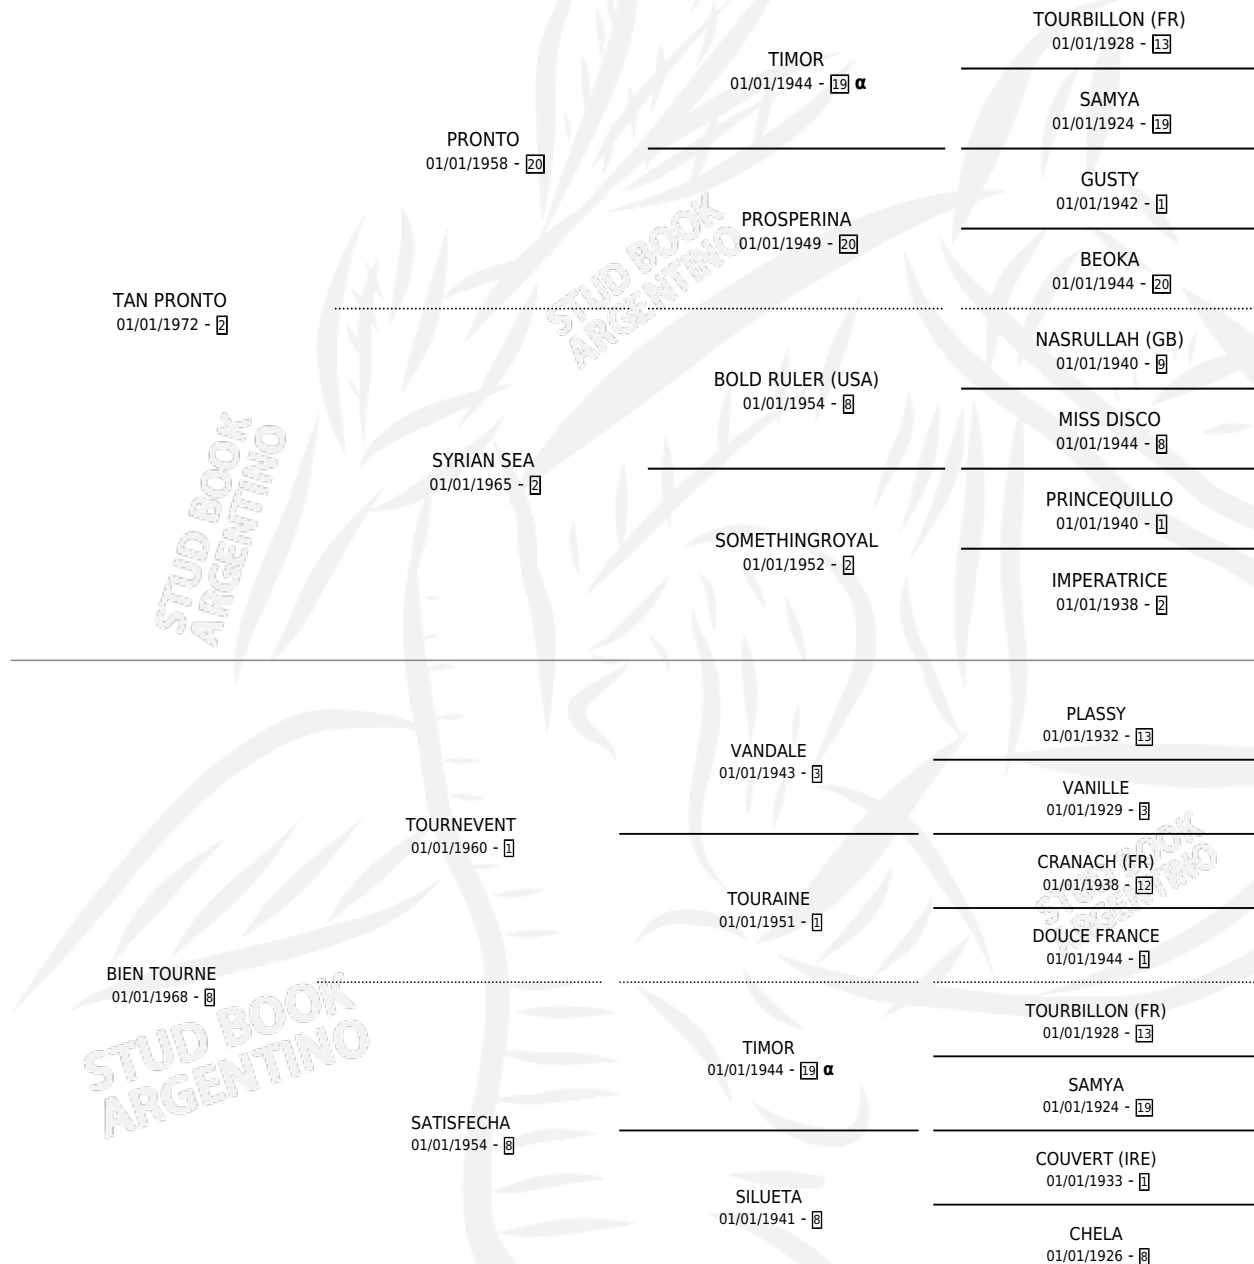 TOURBILLON (FR)
01/01/1928 - 13
TIMOR
01/01/1944 - 19 α
SAMYA
01/01/1924 - 19
PRONTO
01/01/1958 - 20
GUSTY
01/01/1942 - 1
PROSPERINA
01/01/1949 - 20
BEOKA
01/01/1944 - 20
STUD BOOK
ARGENTINO
TAN PRONTO
01/01/1972 - 2
NASRULLAH (GB)
01/01/1940 - 9
BOLD RULER (USA)
01/01/1954 - 8
MISS DISCO
01/01/1944 - 8
SYRIAN SEA
01/01/1965 - 2
PRINCEQUILLO
01/01/1940 - 1
SOMETHINGROYAL
01/01/1952 - 2
IMPERATRICE
01/01/1938 - 2
STUD BOOK
ARGENTINO
PLASSY
01/01/1932 - 13
VANDALE
01/01/1943 - 3
VANILLE
01/01/1929 - 3
TOURNEVENT
01/01/1960 - 1
CRANACH (FR)
01/01/1938 - 12
TOURAINE
01/01/1951 - 1
DOUCE FRANCE
01/01/1944 - 1
STUD BOOK
ARGENTINO
BIEN TOURNE
01/01/1968 - 8
TOURBILLON (FR)
01/01/1928 - 13
TIMOR
01/01/1944 - 19 α
SAMYA
01/01/1924 - 19
SATISFECHA
01/01/1954 - 8
COUVERT (IRE)
01/01/1933 - 1
SILUETA
01/01/1941 - 8
CHELA
01/01/1926 - 8
STUD BOOK
ARGENTINO